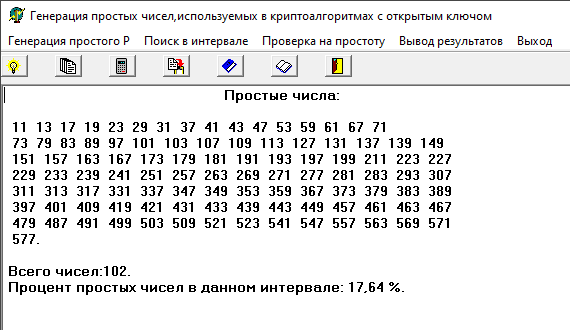 Генерация простых чисел,используемых в криптоалгоритмах с открытым ключом
Генерация простого Р Поиск в интервале Проверка на простоту Вывод результатов Выход
Простые числа:
11 13 17 19 23 29 31 37 41 43 47 53 59 61 67 71
73 79 83 89 97 101 103 107 109 113 127 131 137 139 149
151 157 163 167 173 179 181 191 193 197 199 211 223 227
229 233 239 241 251 257 263 269 271 277 281 283 293 307
311 313 317 331 337 347 349 353 359 367 373 379 383 389
397 401 409 419 421 431 433 439 443 449 457 461 463 467
479 487 491 499 503 509 521 523 541 547 557 563 569 571
577.
Всего чисел:102.
Процент простых чисел в данном интервале: 17,64 %.